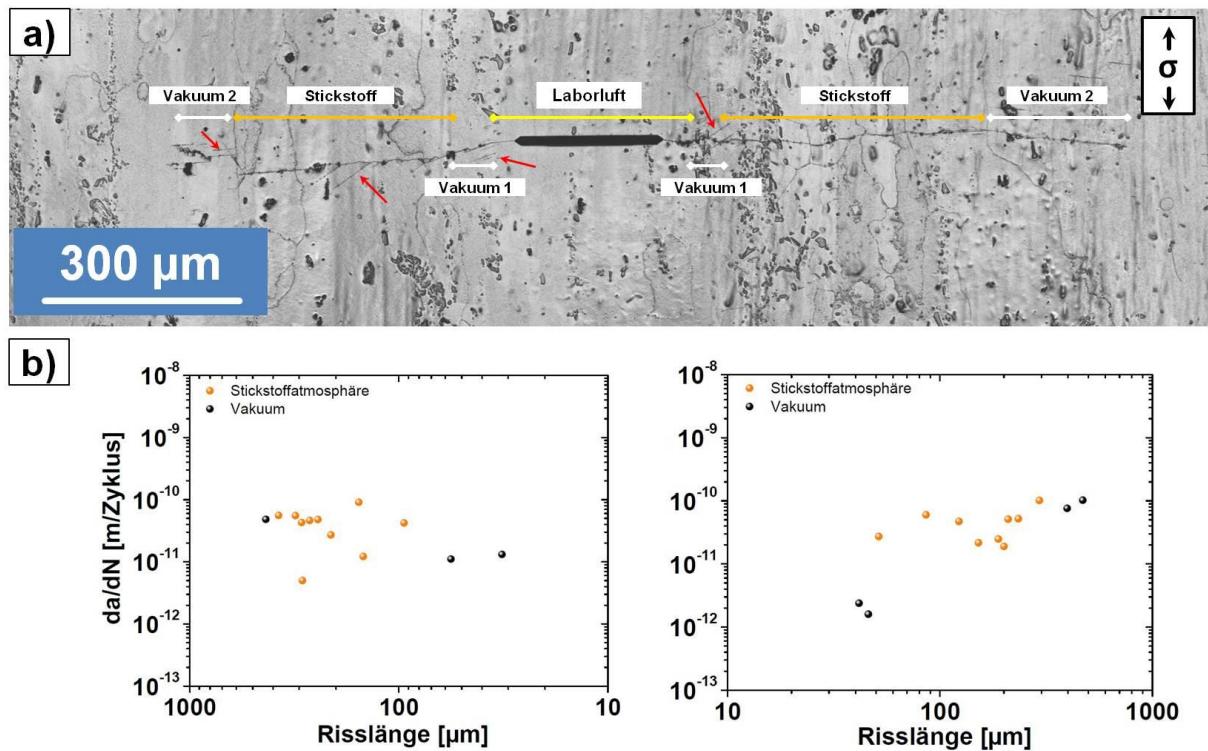 a)
σ
Vakuum 2
Stickstoff
Laborluft
Stickstoff
Vakuum 2
Vakuum 1
Vakuum 1
300 µm
b)
10⁻⁸
10⁻⁹
10⁻¹⁰
10⁻¹¹
10⁻¹²
10⁻¹³
da/dN [m/Zyklus]
Stickstoffatmosphäre
Vakuum
1000
100
10
Risslänge [µm]
10⁻⁸
10⁻⁹
10⁻¹⁰
10⁻¹¹
10⁻¹²
10⁻¹³
Stickstoffatmosphäre
Vakuum
10
100
1000
Risslänge [µm]